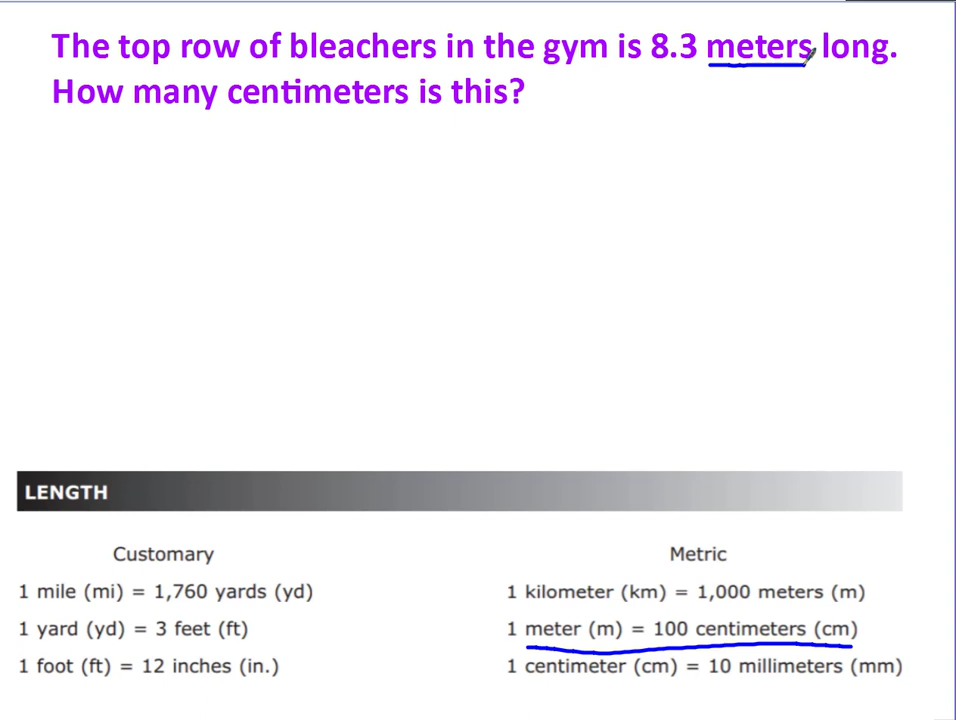 The top row of bleachers in the gym is 8.3 meters long.
How many centimeters is this?
LENGTH
Customary
1 mile (mi) = 1,760 yards (yd)
1 yard (yd) = 3 feet (ft)
1 foot (ft) = 12 inches (in.)
Metric
1 kilometer (km) = 1,000 meters (m)
1 meter (m) = 100 centimeters (cm)
1 centimeter (cm) = 10 millimeters (mm)